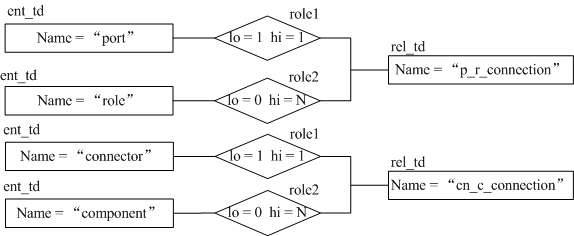 ent_td
role1
Name = “port”
lo = 1 hi = 1
rel_td
Name = “p_r_connection”
ent_td
role2
Name = “role”
lo = 0 hi = N
ent_td
role1
Name = “connector”
lo = 1 hi = 1
rel_td
Name = “cn_c_connection”
ent_td
role2
Name = “component”
lo = 0 hi = N